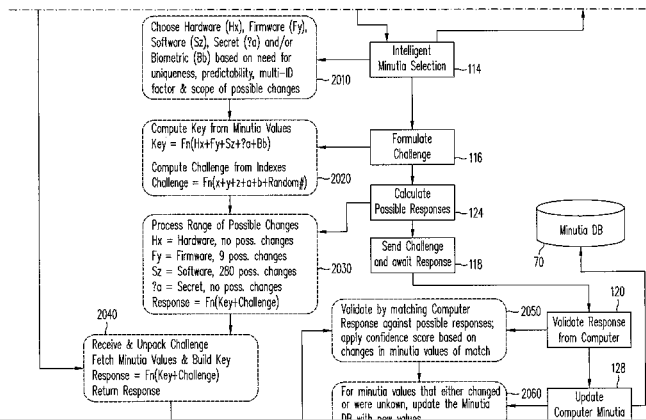 Choose Hardware (Hx), Firmware (Fy),
Software (Sz), Secret (?a) and/or
Biometric (Bb) based on need for
uniqueness, predictability, multi-ID
factor & scope of possible changes
2010
Intelligent
Minutia Selection
114
Compute Key from Minutia Values
Key = Fn(Hx+Fy+Sz+?a+Bb)
Compute Challenge from Indexes
Challenge = Fn(x+y+z+a+b+Random#)
2020
Formulate
Challenge
116
Calculate
Possible Responses
124
Process Range of Possible Changes
Hx = Hardware, no poss. changes
Fy = Firmware, 9 poss. changes
Sz = Software, 280 poss. changes
?a = Secret, no poss. changes
Response = Fn(Key+Challenge)
2030
Send Challenge
and await Response
118
Minutia DB
70
2040
Receive & Unpack Challenge
Fetch Minutia Values & Build Key
Response = Fn(Key+Challenge)
Return Response
Validate by matching Computer
Response against possible responses;
apply confidence score based on
changes in minutia values of match
2050
120
Validate Response
from Computer
128
For minutia values that either changed
or were unkown, update the Minutia
DB with new values
2060
Update
Computer Minutia